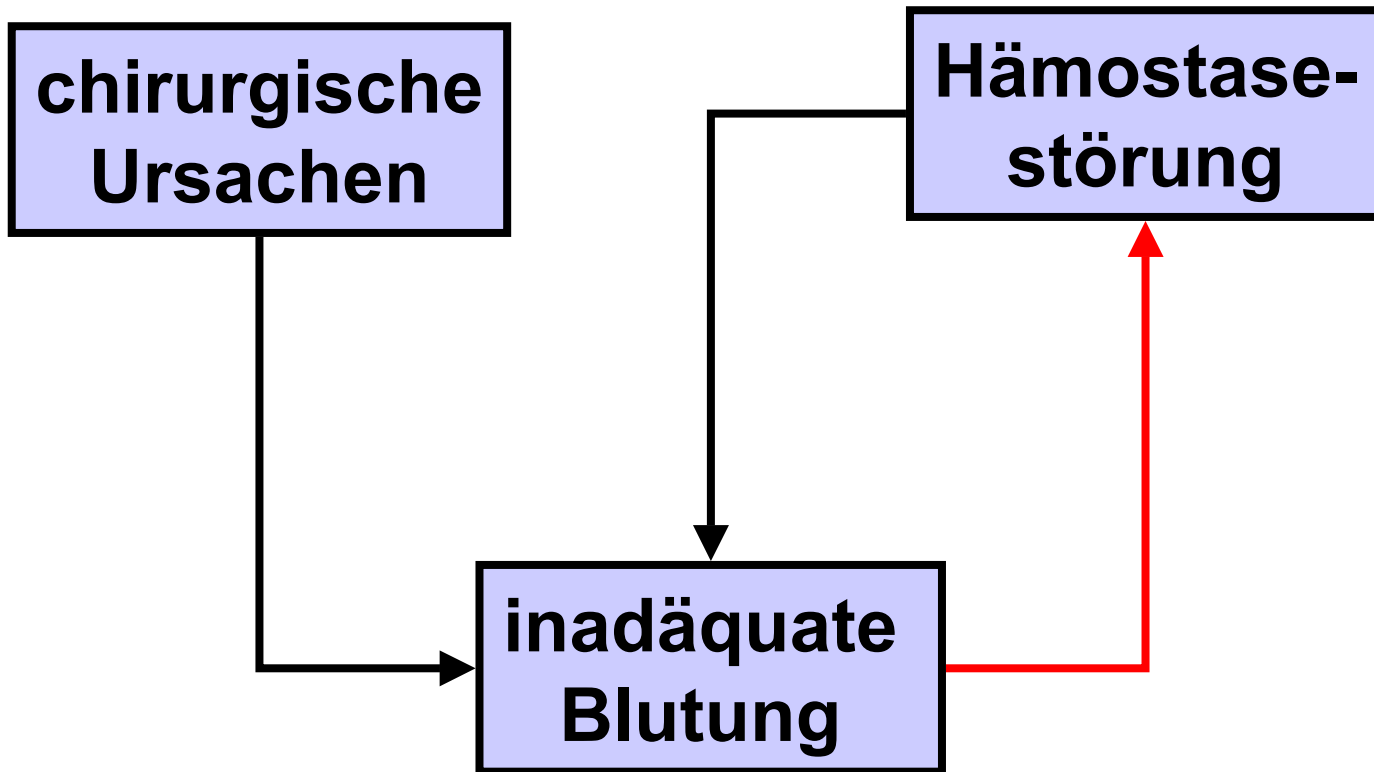 chirurgische
Ursachen
Hämostase-
störung
inadäquate
Blutung